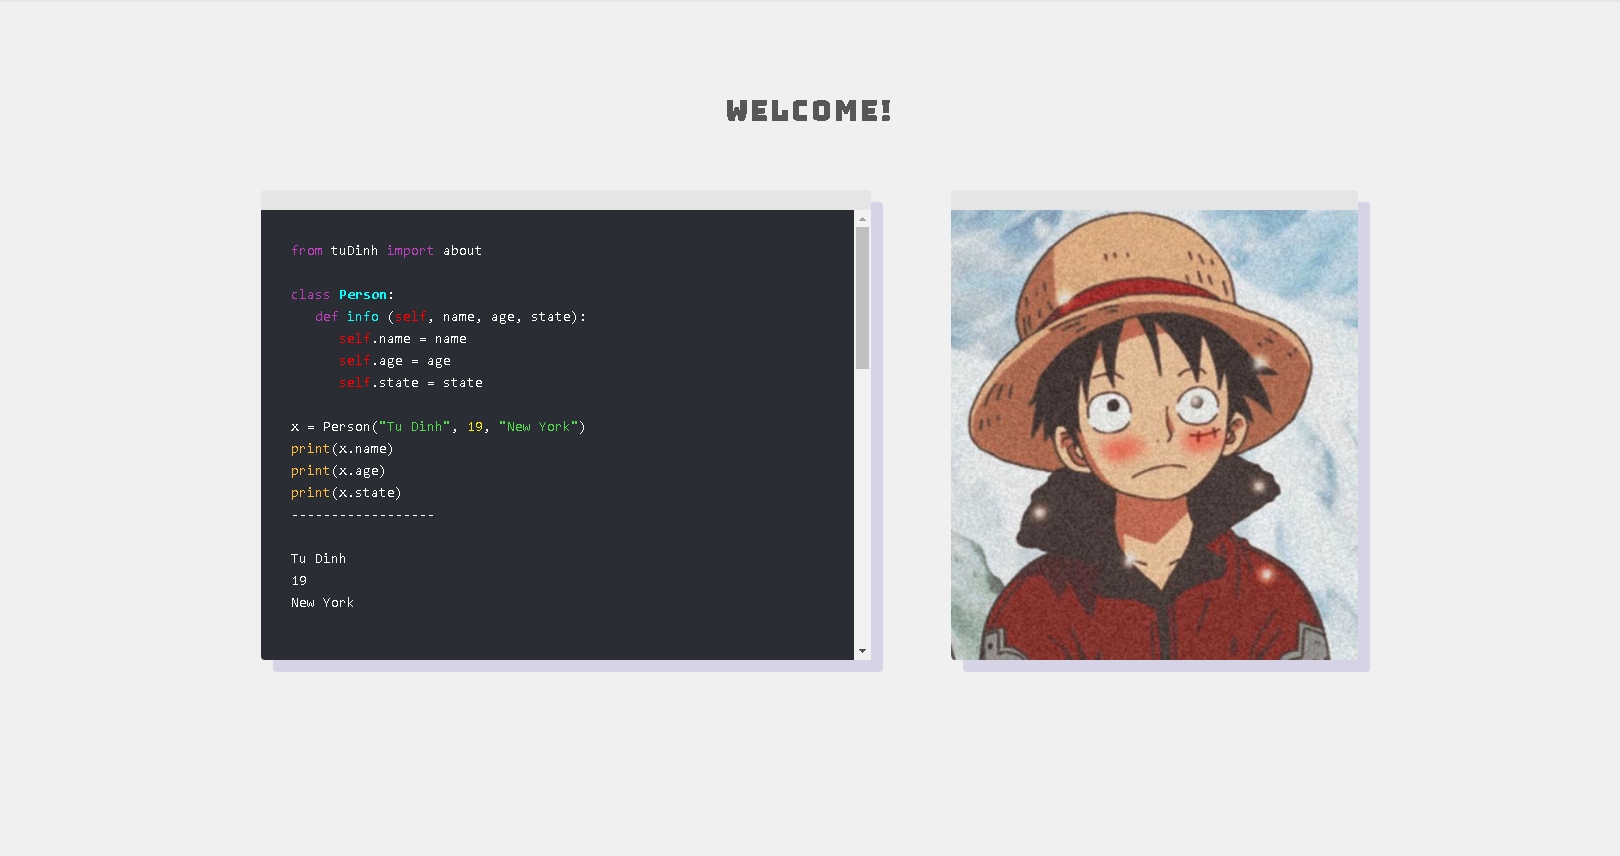 WELCOME!
from tuDinh import about
class Person:
def info (self, name, age, state):
self.name = name
self.age = age
self.state = state
x = Person("Tu Dinh", 19, "New York")
print(x.name)
print(x.age)
print(x.state)
------------------
Tu Dinh
19
New York